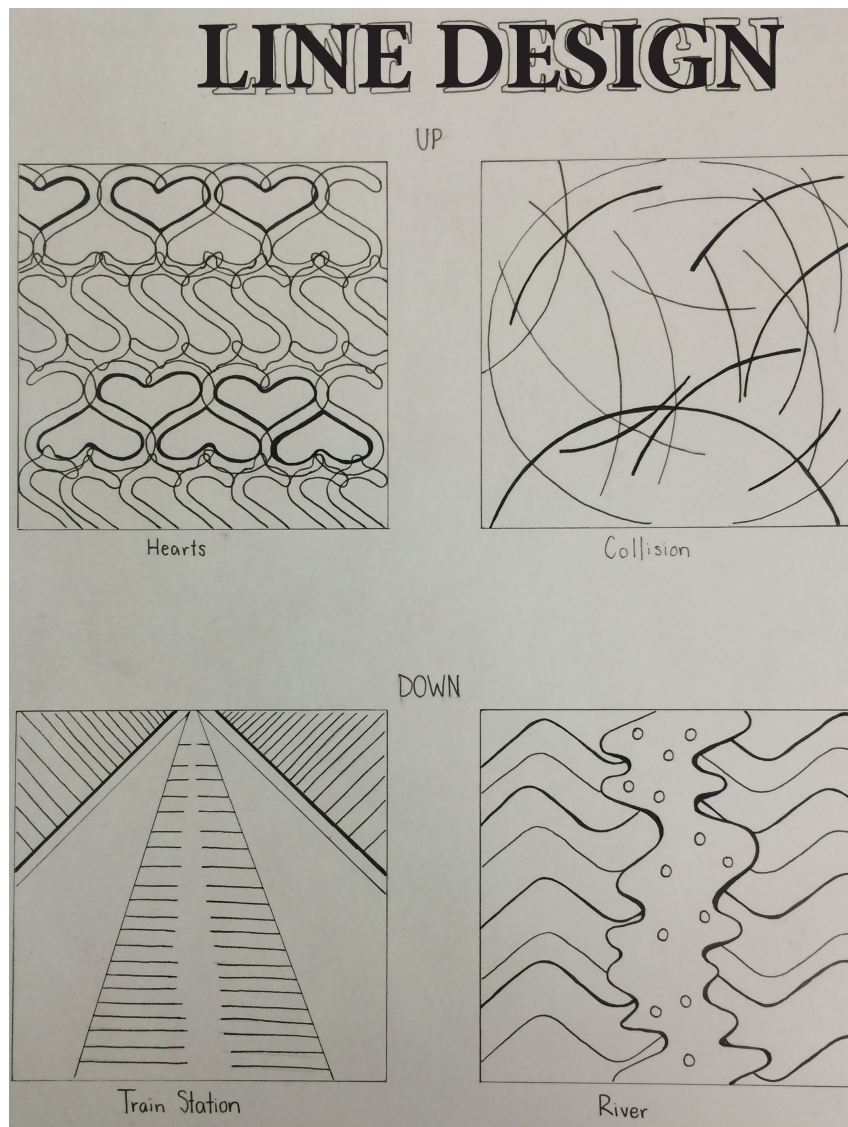 LINE DESIGN
UP
Hearts
Collision
DOWN
Train Station
River